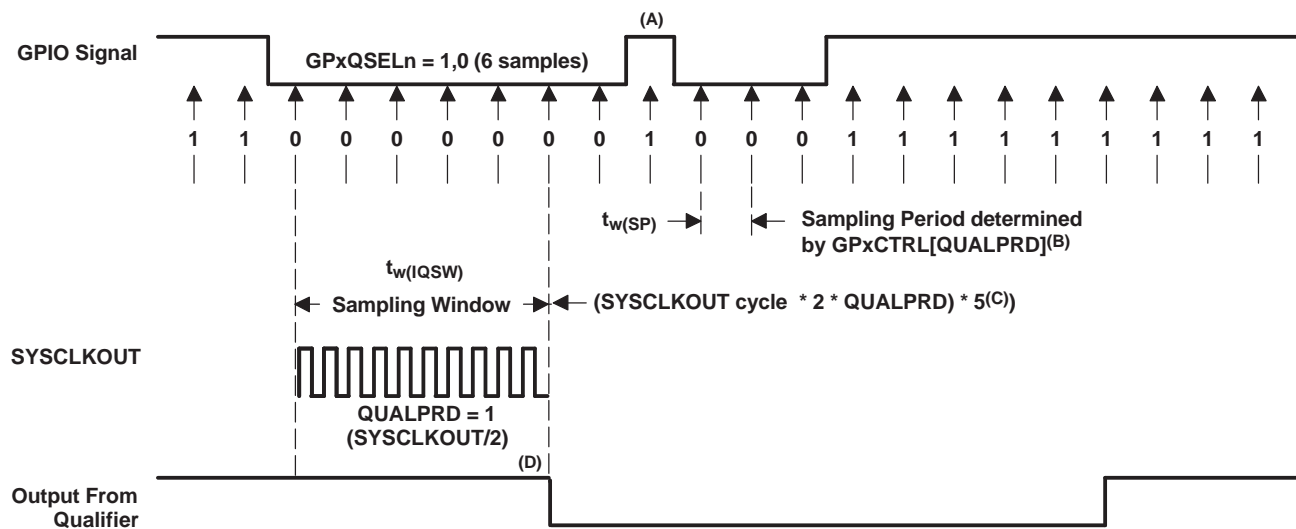 (A)
GPIO Signal
GPxQSELn = 1,0 (6 samples)
1 1 0 0 0 0 0 0 0 1 0 0 0 1 1 1 1 1 1 1 1 1
tw(SP)
Sampling Period determined
by GPxCTRL[QUALPRD](B)
tw(IQSW)
Sampling Window
(SYSCLKOUT cycle * 2 * QUALPRD) * 5(C))
SYSCLKOUT
QUALPRD = 1
(SYSCLKOUT/2)
(D)
Output From
Qualifier